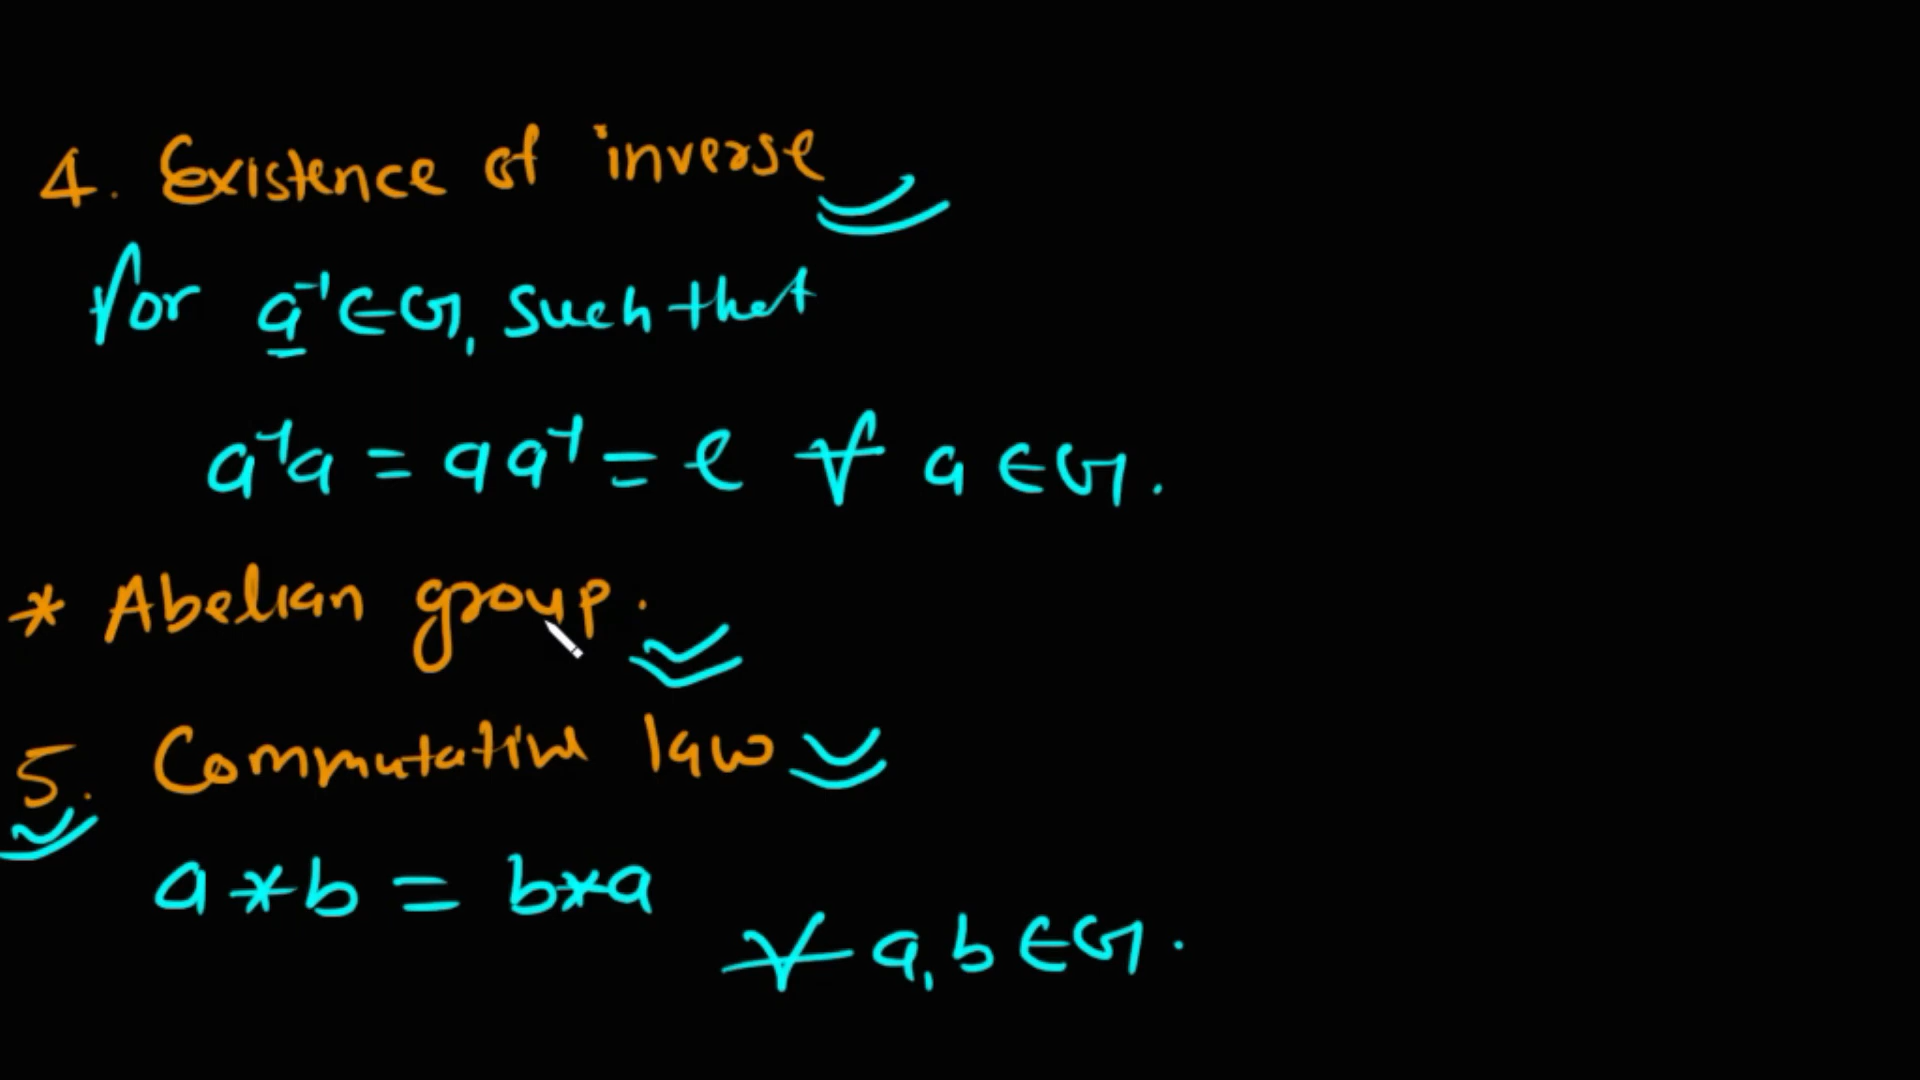 4. Existence of inverse
for a⁻¹∈G, such that
a⁻¹a = aa⁻¹ = e ∀ a ∈ G.
* Abelian group.
5. Commutative law
a * b = b * a
∀ a, b ∈ G.